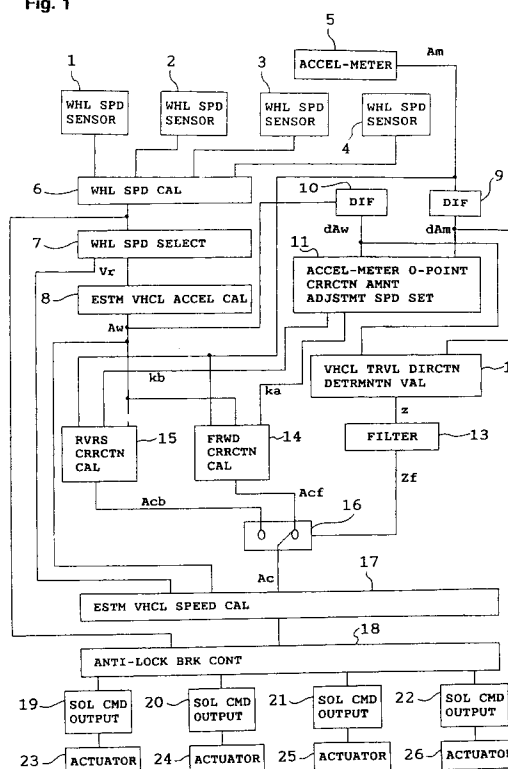 Fig. 1
5
ACCEL-METER
Am
1
2
3
WHL SPD
SENSOR
WHL SPD
SENSOR
WHL SPD
SENSOR
WHL SPD
SENSOR
4
6
WHL SPD CAL
10
DIF
9
DIF
7
WHL SPD SELECT
dAw
dAm
11
Vr
8
ESTM VHCL ACCEL CAL
ACCEL-METER O-POINT
CRRCTN AMNT
ADJSTMT SPD SET
Aw
kb
ka
VHCL TRVL DIRCTN
DETRMNTN VAL
1
z
RVRS
CRRCTN
CAL
15
FRWD
CRRCTN
CAL
14
FILTER
13
Acb
Acf
Zf
16
Ac
17
ESTM VHCL SPEED CAL
18
ANTI-LOCK BRK CONT
19
SOL CMD
OUTPUT
20
SOL CMD
OUTPUT
21
SOL CMD
OUTPUT
22
SOL CMD
OUTPUT
23
ACTUATOR
24
ACTUATOR
25
ACTUATOR
26
ACTUATOR